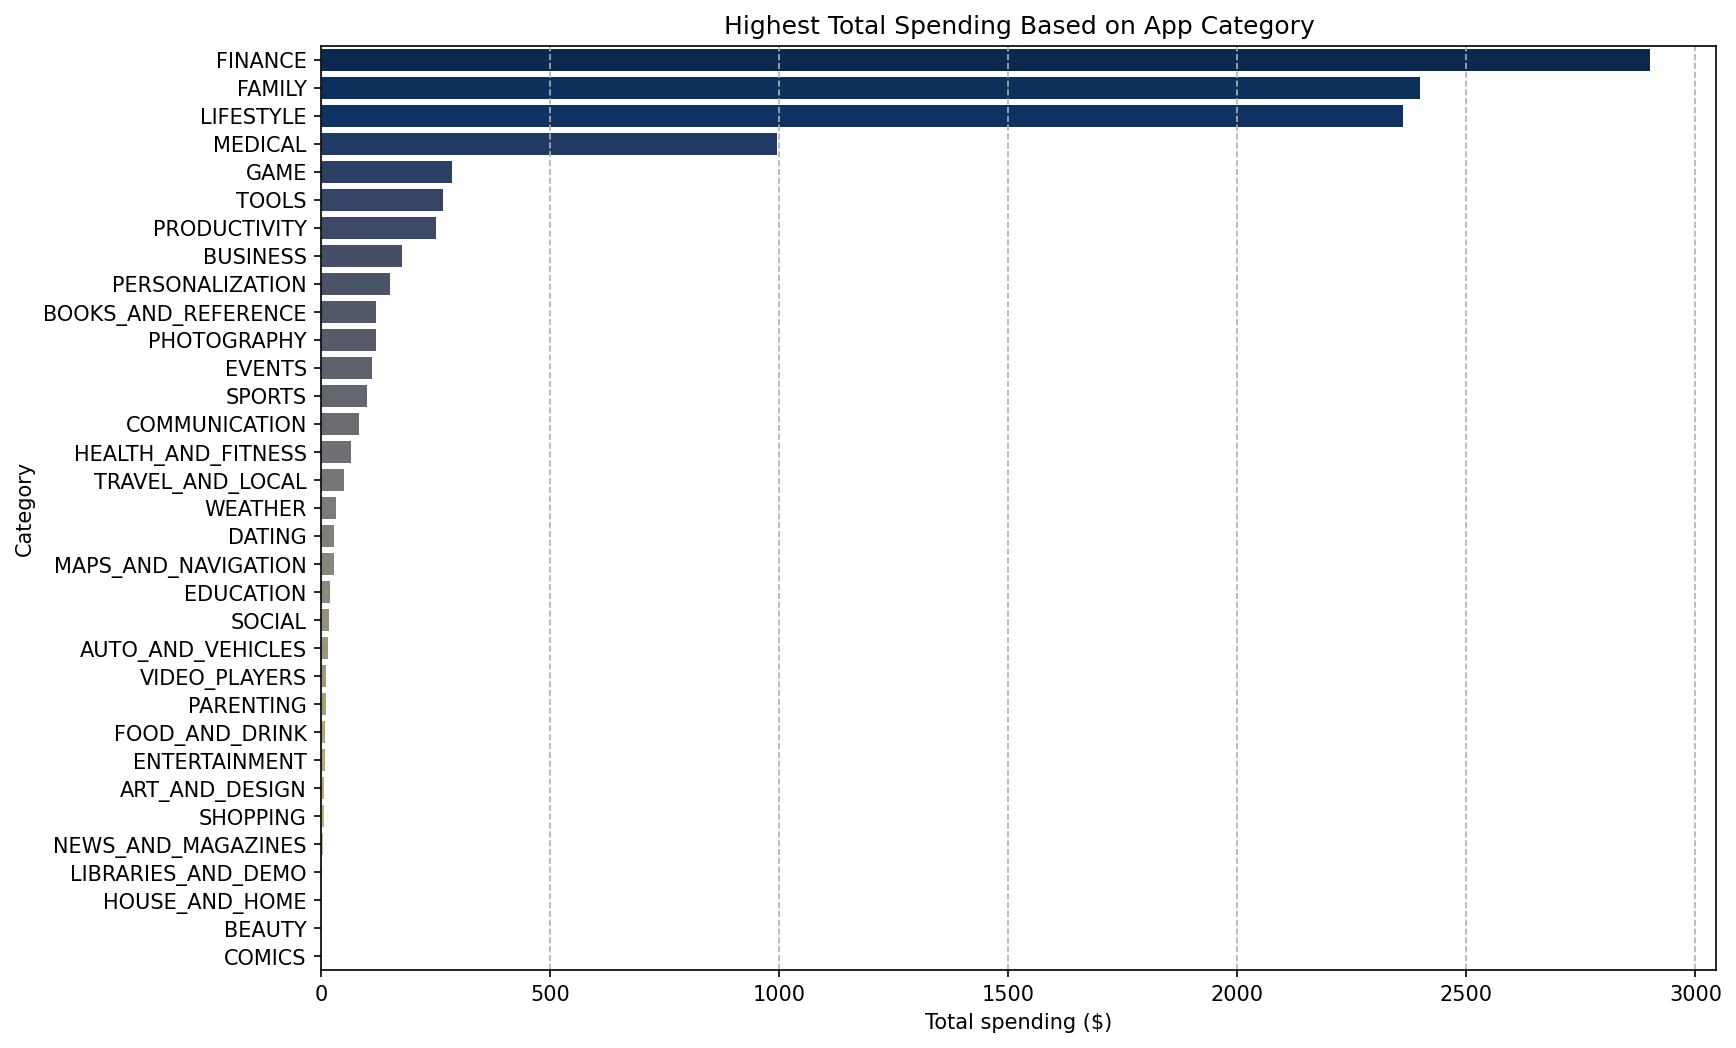 Highest Total Spending Based on App Category
Category
FINANCE
FAMILY
LIFESTYLE
MEDICAL
GAME
TOOLS
PRODUCTIVITY
BUSINESS
PERSONALIZATION
BOOKS_AND_REFERENCE
PHOTOGRAPHY
EVENTS
SPORTS
COMMUNICATION
HEALTH_AND_FITNESS
TRAVEL_AND_LOCAL
WEATHER
DATING
MAPS_AND_NAVIGATION
EDUCATION
SOCIAL
AUTO_AND_VEHICLES
VIDEO_PLAYERS
PARENTING
FOOD_AND_DRINK
ENTERTAINMENT
ART_AND_DESIGN
SHOPPING
NEWS_AND_MAGAZINES
LIBRARIES_AND_DEMO
HOUSE_AND_HOME
BEAUTY
COMICS
0 500 1000 1500 2000 2500 3000
Total spending ($)